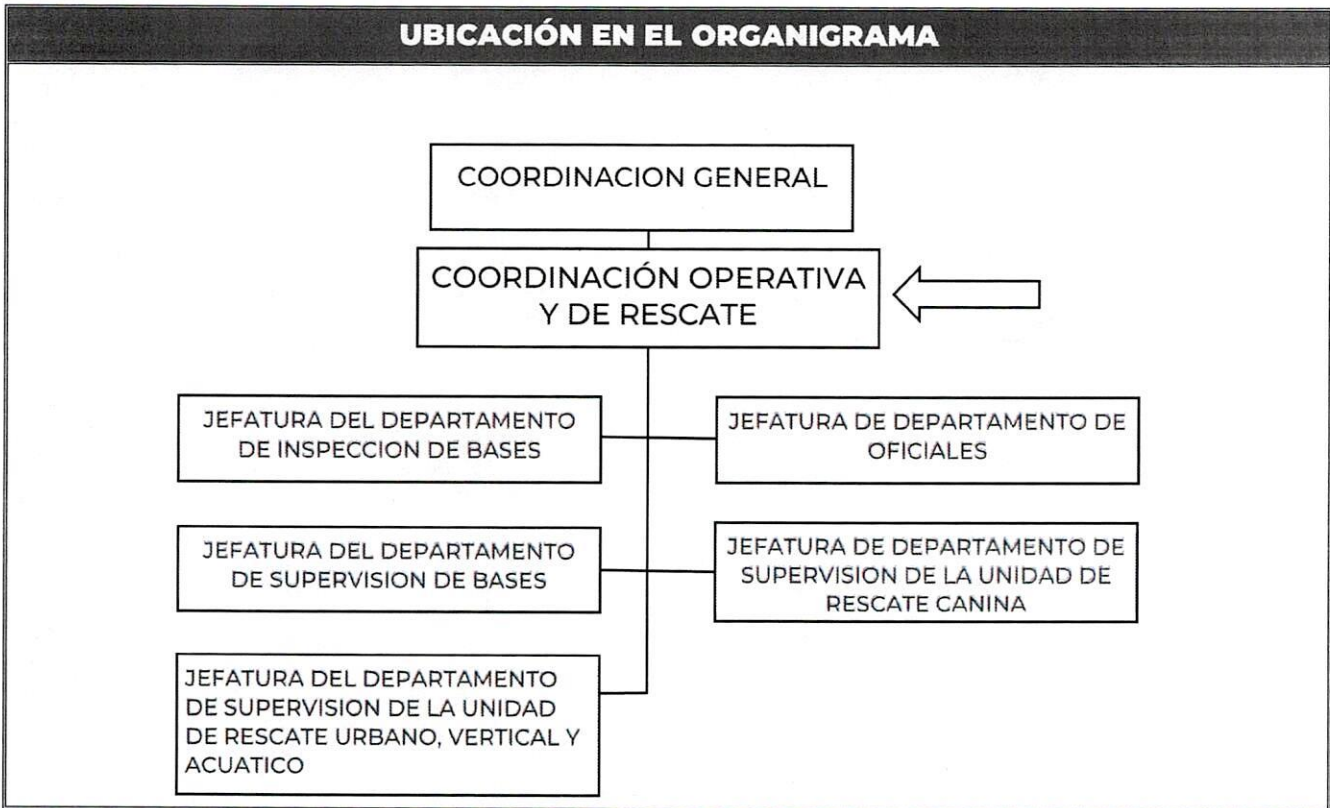 UBICACIÓN EN EL ORGANIGRAMA
COORDINACION GENERAL
COORDINACIÓN OPERATIVA
Y DE RESCATE
JEFATURA DEL DEPARTAMENTO
DE INSPECCION DE BASES
JEFATURA DE DEPARTAMENTO DE
OFICIALES
JEFATURA DEL DEPARTAMENTO
DE SUPERVISION DE BASES
JEFATURA DE DEPARTAMENTO DE
SUPERVISION DE LA UNIDAD DE
RESCATE CANINA
JEFATURA DEL DEPARTAMENTO
DE SUPERVISION DE LA UNIDAD
DE RESCATE URBANO, VERTICAL Y
ACUATICO